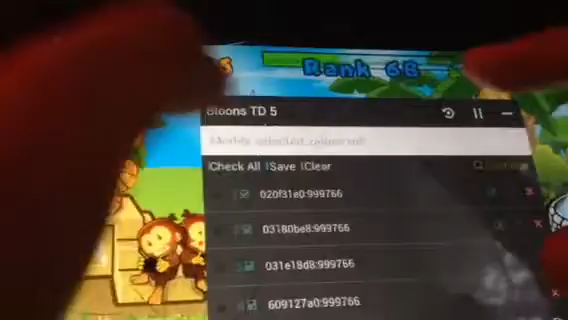 Rank 68
Bloons TD 5
Check All
Save
Clear
020f31e0:999766
03180be8:999766
031e18d8:999766
609127a0:999766